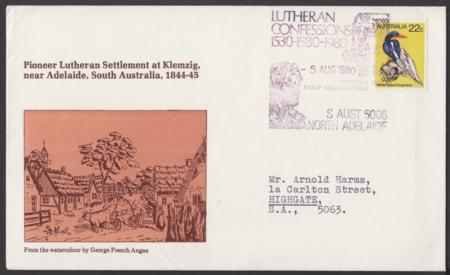 Pioneer Lutheran Settlement at Klemzig,
near Adelaide, South Australia, 1844-45
From the watercolour by George French Angas
LUTHERAN
CONFESSIONS
1530-1580-1980
- 5 AUG 1980
S AUST 5006
NORTH ADELAIDE
AUSTRALIA
22c
Mr. Arnold Harms,
1a Carlton Street,
HIGHGATE,
S.A., 5063.